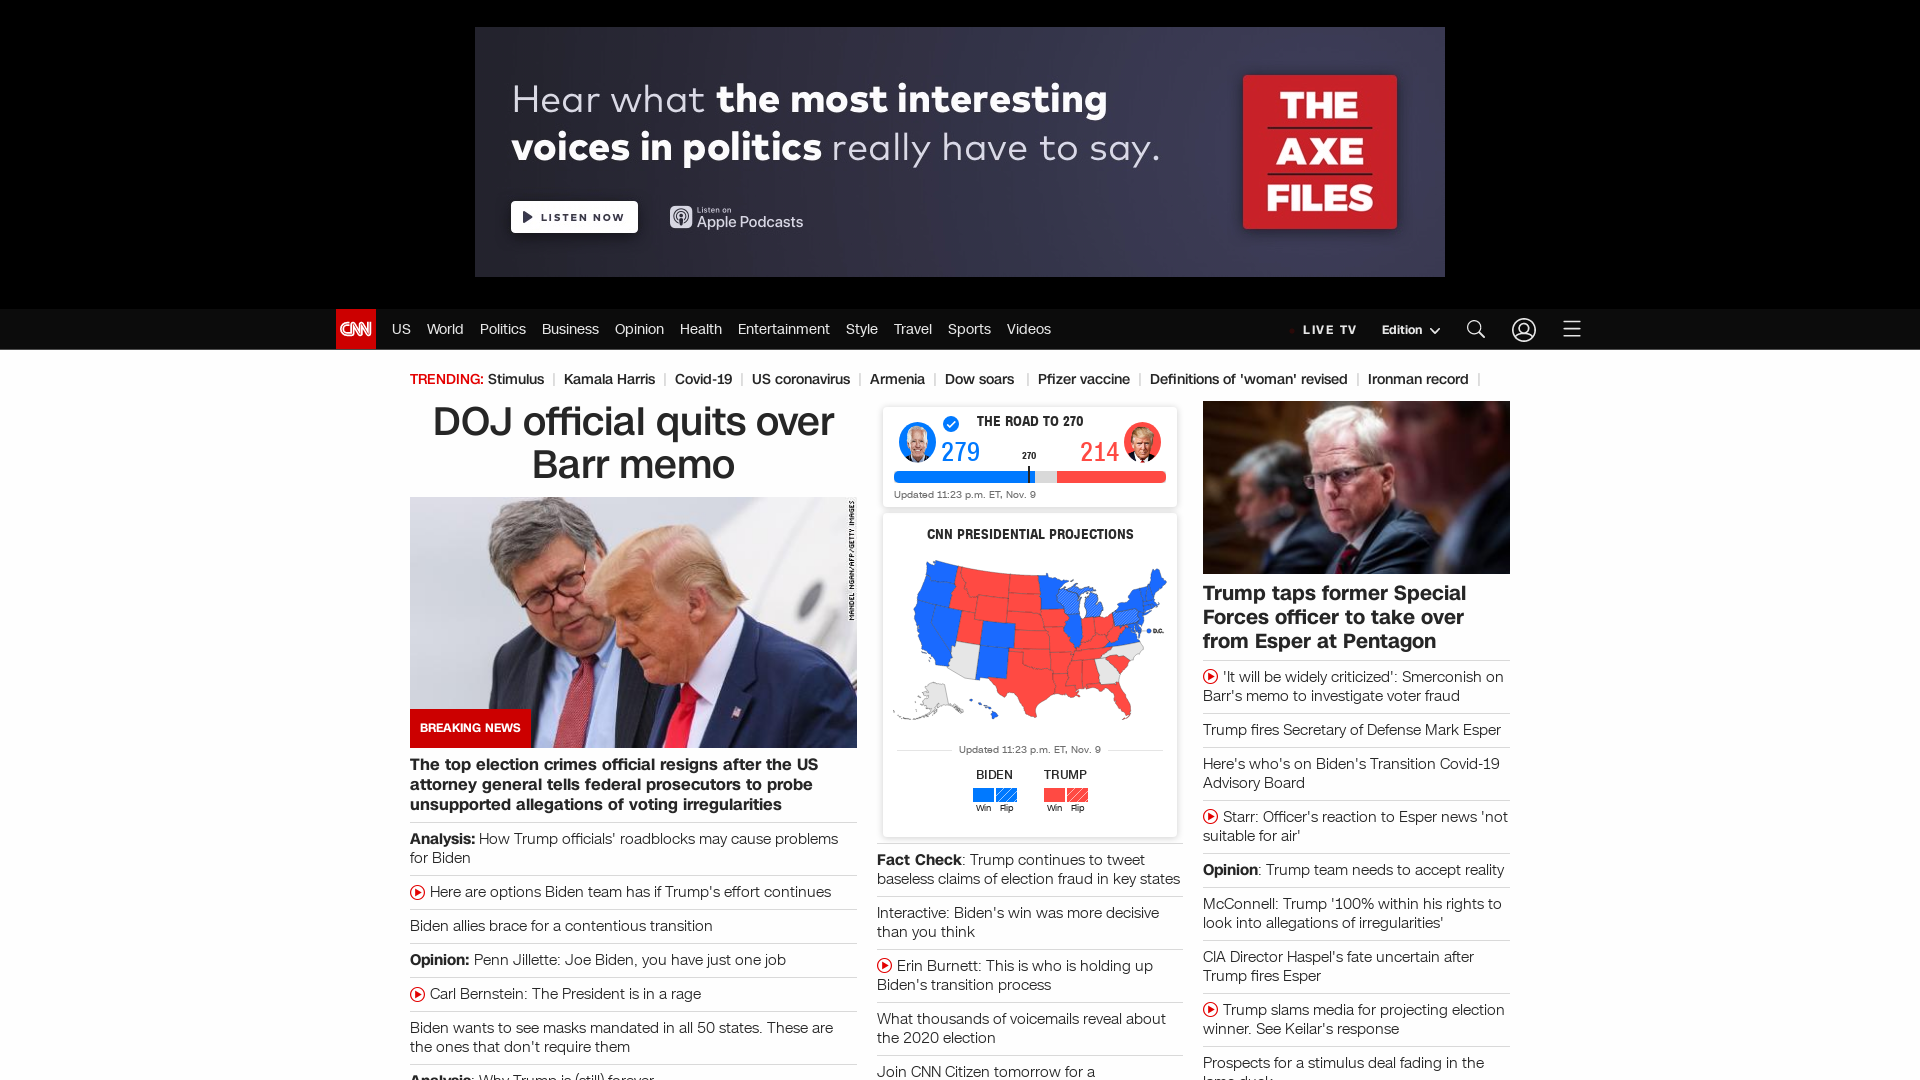 Hear what the most interesting
voices in politics really have to say.
LISTEN NOW
Listen on
Apple Podcasts
THE
AXE
FILES
CNN
US World Politics Business Opinion Health Entertainment Style Travel Sports Videos
LIVE TV Edition
TRENDING: Stimulus | Kamala Harris | Covid-19 | US coronavirus | Armenia | Dow soars | Pfizer vaccine | Definitions of 'woman' revised | Ironman record |
DOJ official quits over
Barr memo
MANDEL NGAN/AFP/GETTY IMAGES
BREAKING NEWS
The top election crimes official resigns after the US
attorney general tells federal prosecutors to probe
unsupported allegations of voting irregularities
Analysis: How Trump officials' roadblocks may cause problems
for Biden
Here are options Biden team has if Trump's effort continues
Biden allies brace for a contentious transition
Opinion: Penn Jillette: Joe Biden, you have just one job
Carl Bernstein: The President is in a rage
Biden wants to see masks mandated in all 50 states. These are
the ones that don't require them
Analysis: Why Trump is (still) forever
THE ROAD TO 270
279
270
214
Updated 11:23 p.m. ET, Nov. 9
CNN PRESIDENTIAL PROJECTIONS
D.C.
Updated 11:23 p.m. ET, Nov. 9
BIDEN TRUMP
Win Flip Win Flip
Fact Check: Trump continues to tweet
baseless claims of election fraud in key states
Interactive: Biden's win was more decisive
than you think
Erin Burnett: This is who is holding up
Biden's transition process
What thousands of voicemails reveal about
the 2020 election
Join CNN Citizen tomorrow for a
Trump taps former Special
Forces officer to take over
from Esper at Pentagon
'It will be widely criticized': Smerconish on
Barr's memo to investigate voter fraud
Trump fires Secretary of Defense Mark Esper
Here's who's on Biden's Transition Covid-19
Advisory Board
Starr: Officer's reaction to Esper news 'not
suitable for air'
Opinion: Trump team needs to accept reality
McConnell: Trump '100% within his rights to
look into allegations of irregularities'
CIA Director Haspel's fate uncertain after
Trump fires Esper
Trump slams media for projecting election
winner. See Keilar's response
Prospects for a stimulus deal fading in the
lame duck